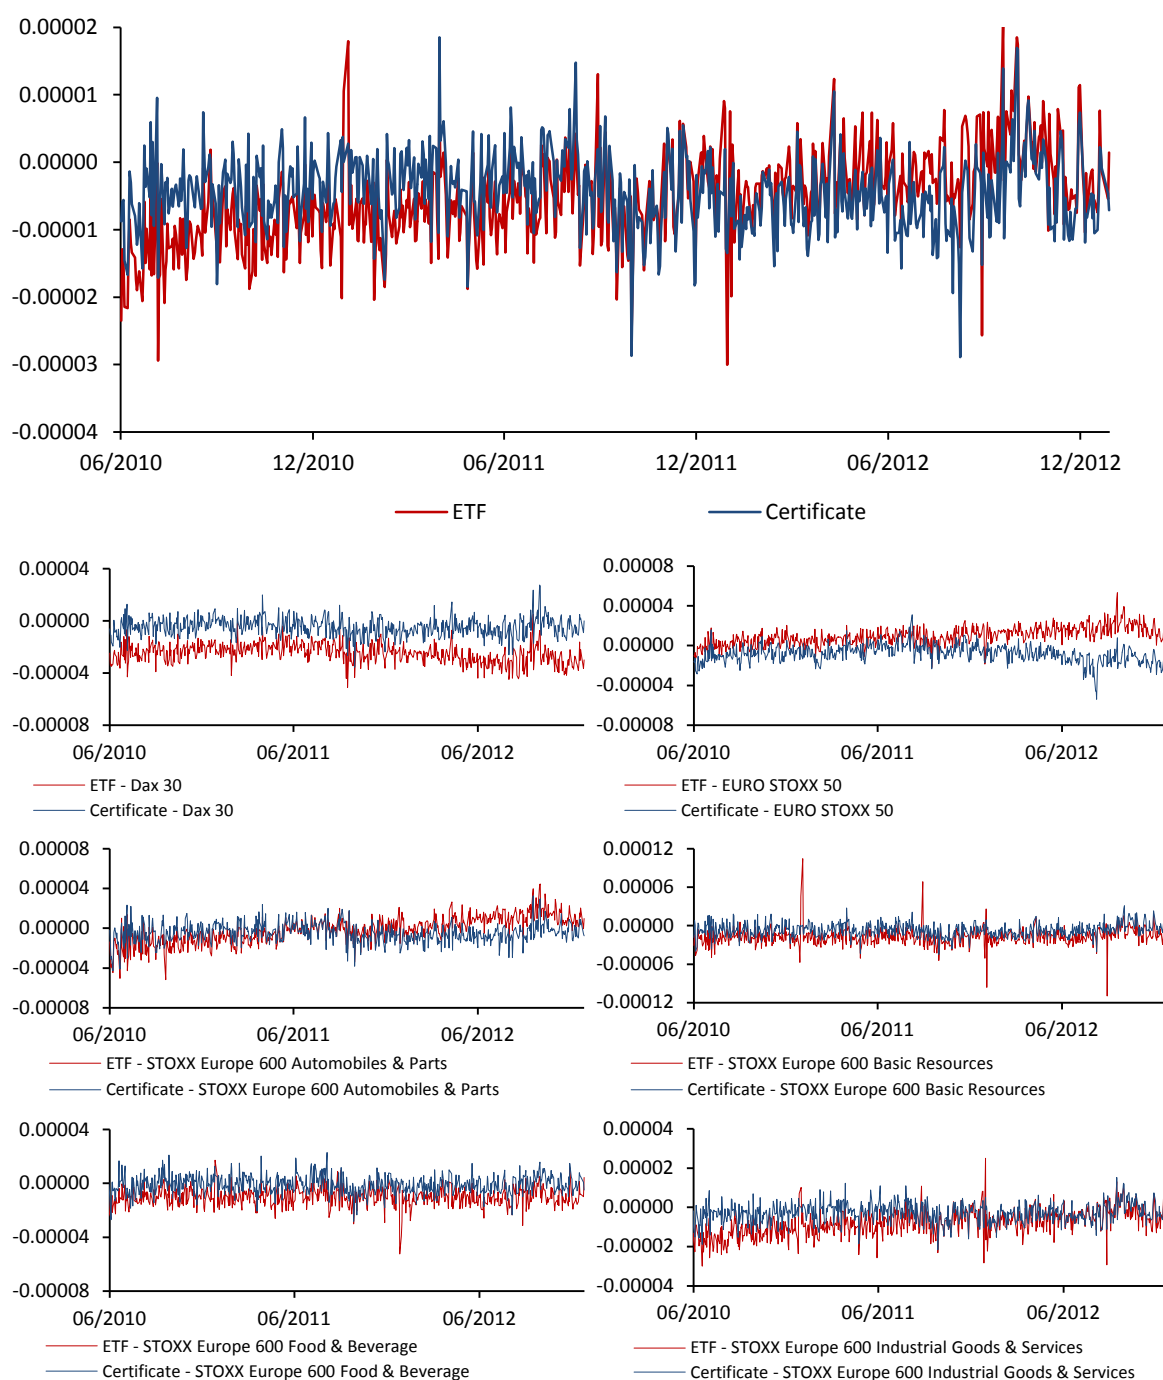 0.00002
0.00001
0.00000
-0.00001
-0.00002
-0.00003
-0.00004
06/2010 12/2010 06/2011 12/2011 06/2012 12/2012
ETF Certificate
0.00004
0.00000
-0.00004
-0.00008
06/2010 06/2011 06/2012
ETF - Dax 30
Certificate - Dax 30
0.00008
0.00004
0.00000
-0.00004
-0.00008
06/2010 06/2011 06/2012
ETF - EURO STOXX 50
Certificate - EURO STOXX 50
0.00008
0.00004
0.00000
-0.00004
-0.00008
06/2010 06/2011 06/2012
ETF - STOXX Europe 600 Automobiles & Parts
Certificate - STOXX Europe 600 Automobiles & Parts
0.00012
0.00006
0.00000
-0.00006
-0.00012
06/2010 06/2011 06/2012
ETF - STOXX Europe 600 Basic Resources
Certificate - STOXX Europe 600 Basic Resources
0.00004
0.00000
-0.00004
-0.00008
06/2010 06/2011 06/2012
ETF - STOXX Europe 600 Food & Beverage
Certificate - STOXX Europe 600 Food & Beverage
0.00004
0.00002
0.00000
-0.00002
-0.00004
06/2010 06/2011 06/2012
ETF - STOXX Europe 600 Industrial Goods & Services
Certificate - STOXX Europe 600 Industrial Goods & Services